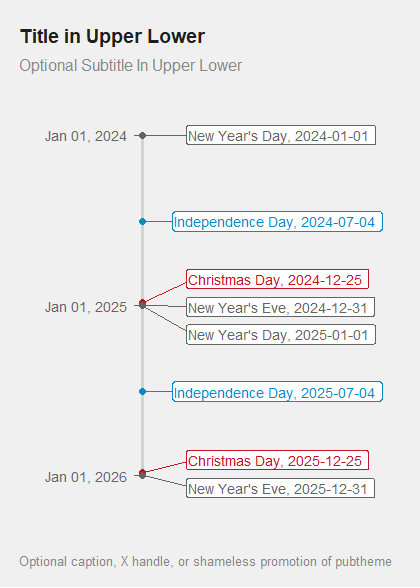 Title in Upper Lower
Optional Subtitle In Upper Lower
Jan 01, 2024
New Year's Day, 2024-01-01
Independence Day, 2024-07-04
Christmas Day, 2024-12-25
Jan 01, 2025
New Year's Eve, 2024-12-31
New Year's Day, 2025-01-01
Independence Day, 2025-07-04
Christmas Day, 2025-12-25
Jan 01, 2026
New Year's Eve, 2025-12-31
Optional caption, X handle, or shameless promotion of pubtheme